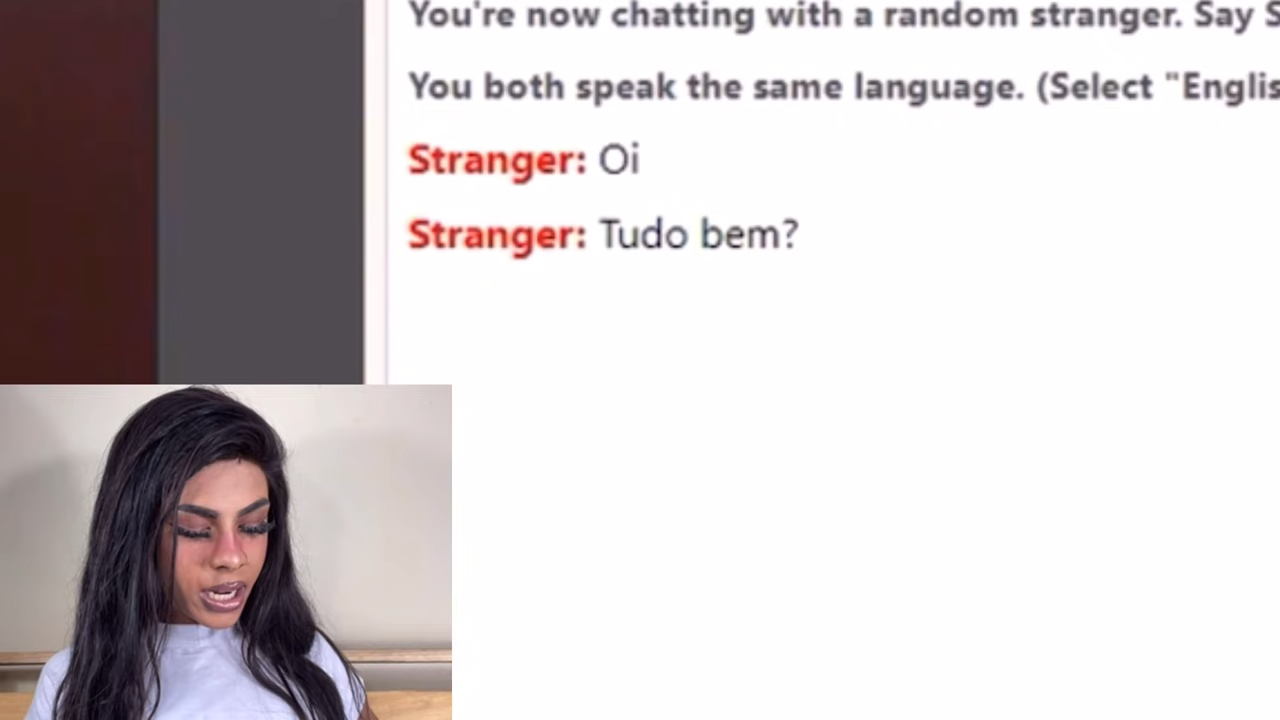 You're now chatting with a random stranger. Say
You both speak the same language. (Select "Englis
Stranger: Oi
Stranger: Tudo bem?